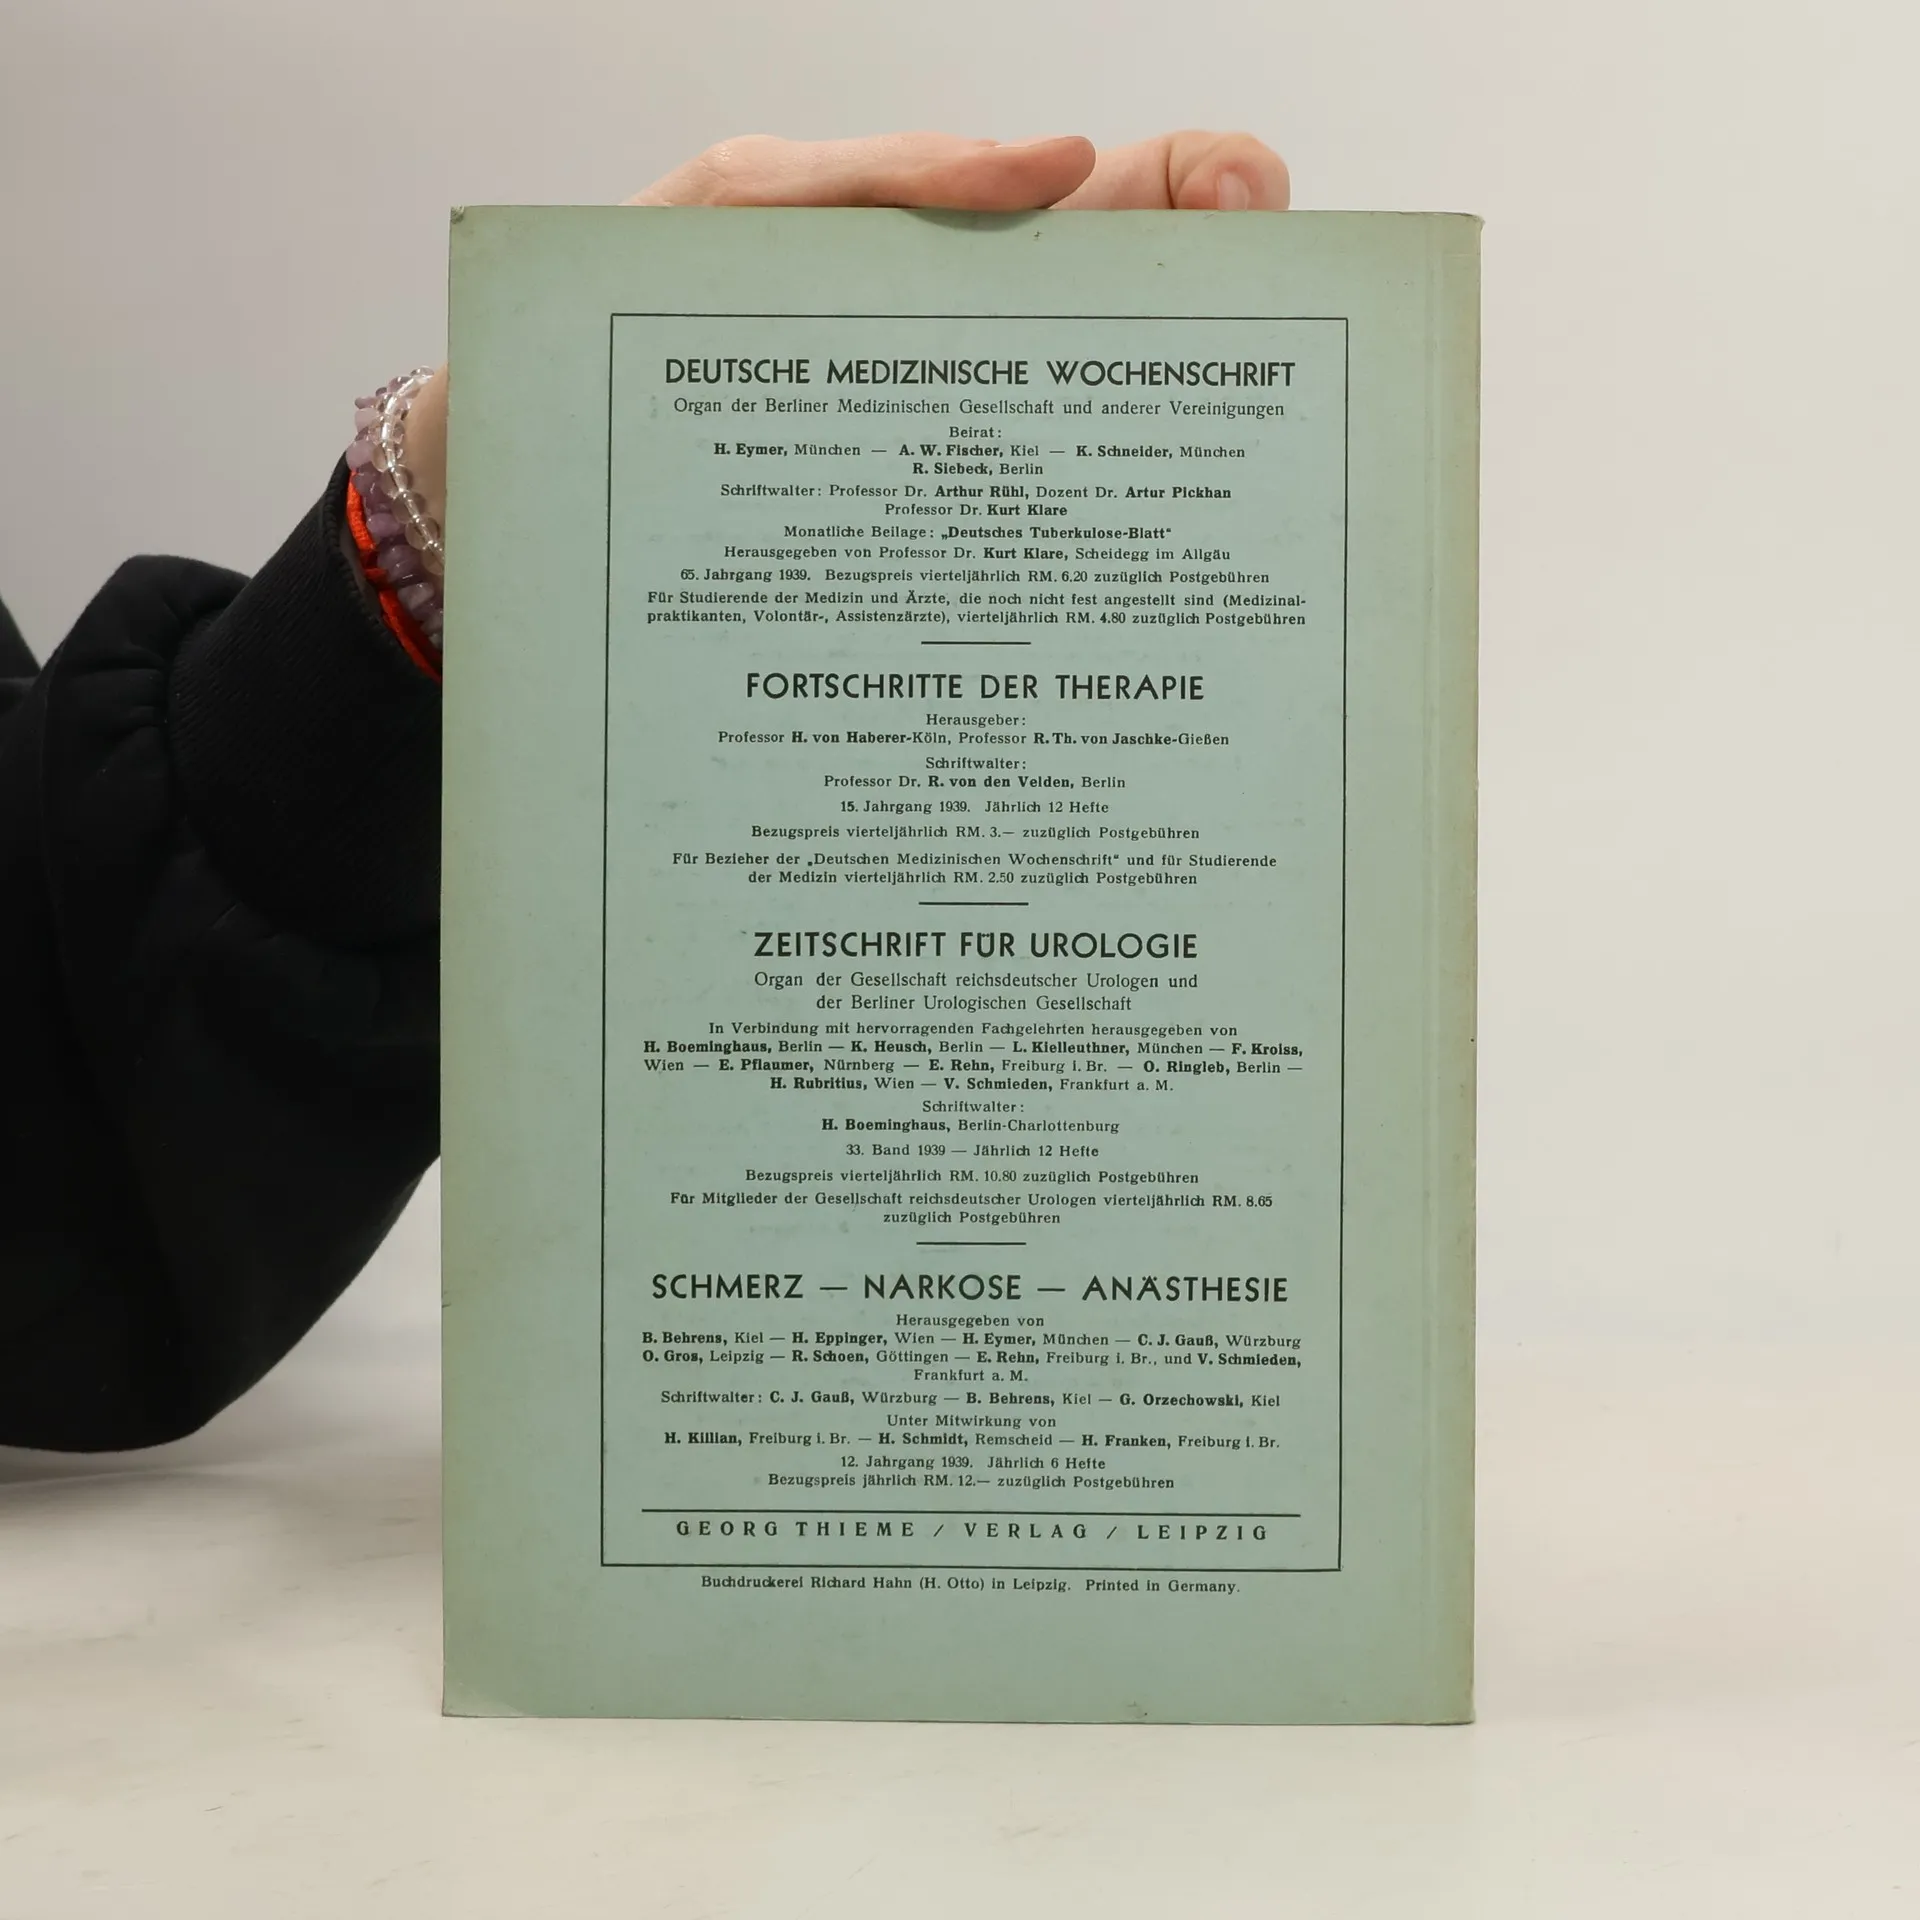 DEUTSCHE MEDIZINISCHE WOCHENSCHRIFT
Organ der Berliner Medizinischen Gesellschaft und anderer Vereinigungen
Beirat:
H. Eymer, München — A. W. Fischer, Kiel — K. Schneider, München
R. Siebeck, Berlin
Schriftwalter: Professor Dr. Arthur Rühl, Dozent Dr. Artur Pickhan
Professor Dr. Kurt Klare
Monatliche Beilage: „Deutsches Tuberkulose-Blatt“
Herausgegeben von Professor Dr. Kurt Klare, Scheidegg im Allgäu
65. Jahrgang 1939. Bezugspreis vierteljährlich RM. 6.20 zuzüglich Postgebühren
Für Studierende der Medizin und Ärzte, die noch nicht fest angestellt sind (Medizinal-
praktikanten, Volontär-, Assistenzärzte), vierteljährlich RM. 4.80 zuzüglich Postgebühren
FORTSCHRITTE DER THERAPIE
Herausgeber:
Professor H. von Haberer-Köln, Professor R. Th. von Jaschke-Gießen
Schriftwalter:
Professor Dr. R. von den Velden, Berlin
15. Jahrgang 1939. Jährlich 12 Hefte
Bezugspreis vierteljährlich RM. 3.— zuzüglich Postgebühren
Für Bezieher der „Deutschen Medizinischen Wochenschrift“ und für Studierende
der Medizin vierteljährlich RM. 2.50 zuzüglich Postgebühren
ZEITSCHRIFT FÜR UROLOGIE
Organ der Gesellschaft reichsdeutscher Urologen und
der Berliner Urologischen Gesellschaft
In Verbindung mit hervorragenden Fachgelehrten herausgegeben von
H. Boeminghaus, Berlin — K. Heusch, Berlin — L. Kielleuthner, München — F. Kroiss,
Wien — E. Pflaumer, Nürnberg — E. Rehn, Freiburg i. Br. — O. Ringleb, Berlin —
H. Rubritius, Wien — V. Schmieden, Frankfurt a. M.
Schriftwalter:
H. Boeminghaus, Berlin-Charlottenburg
33. Band 1939 — Jährlich 12 Hefte
Bezugspreis vierteljährlich RM. 10.80 zuzüglich Postgebühren
Für Mitglieder der Gesellschaft reichsdeutscher Urologen vierteljährlich RM. 8.65
zuzüglich Postgebühren
SCHMERZ — NARKOSE — ANÄSTHESIE
Herausgegeben von
B. Behrens, Kiel — H. Eppinger, Wien — H. Eymer, München — C. J. Gauß, Würzburg
O. Gros, Leipzig — R. Schoen, Göttingen — E. Rehn, Freiburg i. Br., und V. Schmieden,
Frankfurt a. M.
Schriftwalter: C. J. Gauß, Würzburg — B. Behrens, Kiel — G. Orzechowski, Kiel
Unter Mitwirkung von
H. Killian, Freiburg i. Br. — H. Schmidt, Remscheid — H. Franken, Freiburg i. Br.
12. Jahrgang 1939. Jährlich 6 Hefte
Bezugspreis jährlich RM. 12.— zuzüglich Postgebühren
GEORG THIEME / VERLAG / LEIPZIG
Buchdruckerei Richard Hahn (H. Otto) in Leipzig. Printed in Germany.